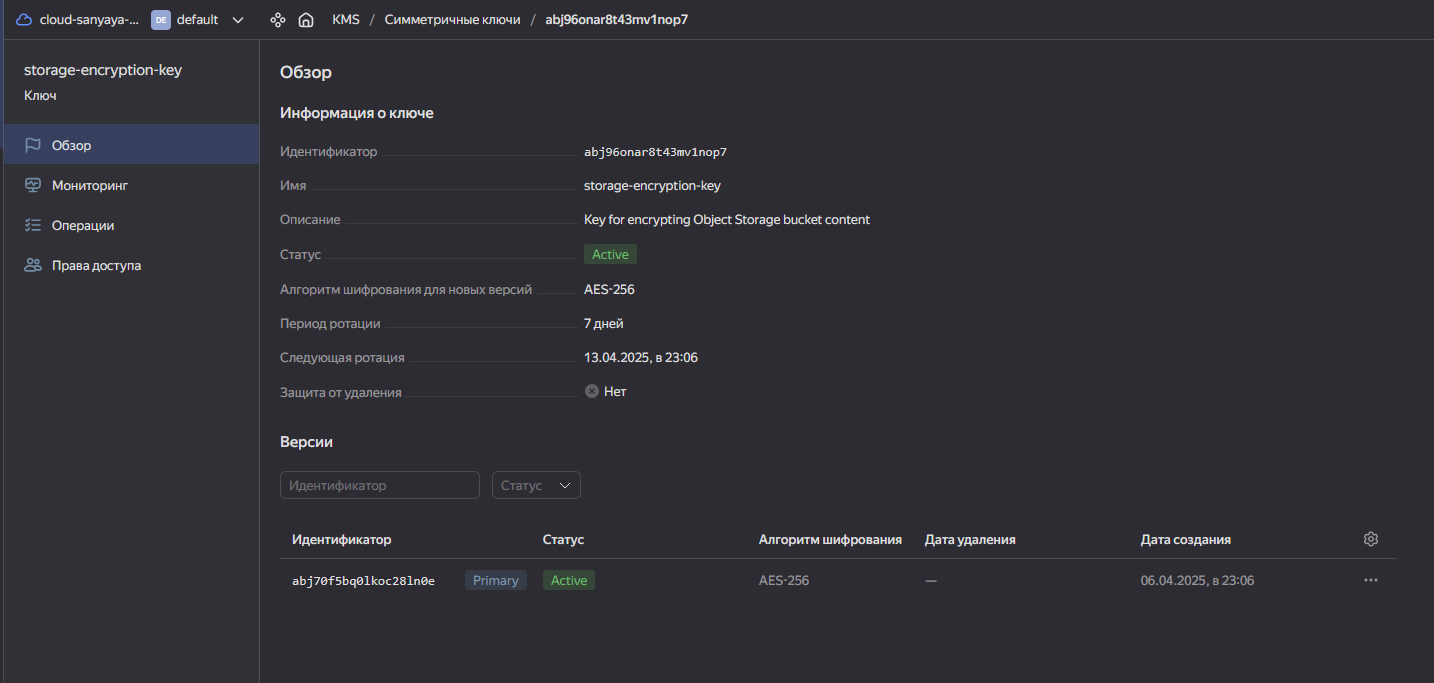 cloud-sanyaya-... DE default KMS / Симметричные ключи / abj96onar8t43mv1nop7
storage-encryption-key
Ключ
Обзор
Мониторинг
Операции
Права доступа
Обзор
Информация о ключе
Идентификатор abj96onar8t43mv1nop7
Имя storage-encryption-key
Описание Key for encrypting Object Storage bucket content
Статус Active
Алгоритм шифрования для новых версий AES-256
Период ротации 7 дней
Следующая ротация 13.04.2025, в 23:06
Защита от удаления Нет
Версии
Идентификатор Статус
Идентификатор Статус Алгоритм шифрования Дата удаления Дата создания
abj70f5bq0lkoc28ln0e Primary Active AES-256 — 06.04.2025, в 23:06